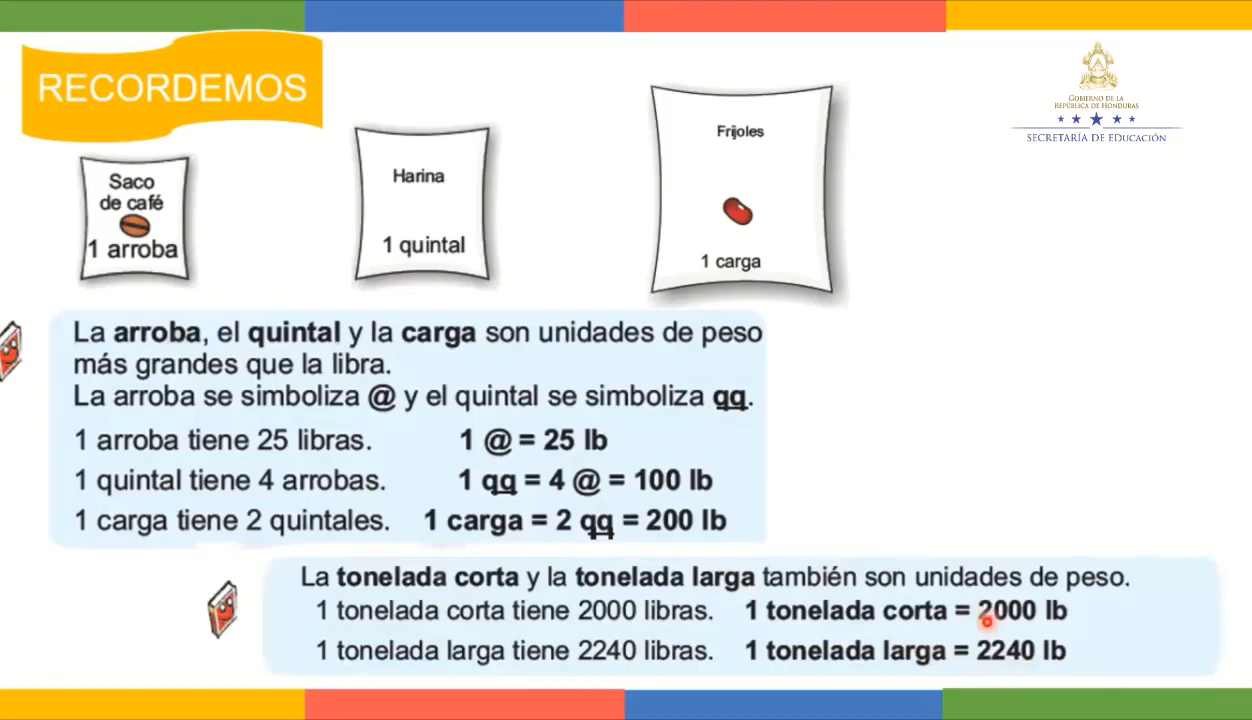 RECORDEMOS
GOBIERNO DE LA
REPÚBLICA DE HONDURAS
SECRETARÍA DE EDUCACIÓN
Saco
de café
1 arroba
Harina
1 quintal
Frijoles
1 carga
La arroba, el quintal y la carga son unidades de peso
más grandes que la libra.
La arroba se simboliza @ y el quintal se simboliza qq.
1 arroba tiene 25 libras. 1 @ = 25 lb
1 quintal tiene 4 arrobas. 1 qq = 4 @ = 100 lb
1 carga tiene 2 quintales. 1 carga = 2 qq = 200 lb
La tonelada corta y la tonelada larga también son unidades de peso.
1 tonelada corta tiene 2000 libras. 1 tonelada corta = 2000 lb
1 tonelada larga tiene 2240 libras. 1 tonelada larga = 2240 lb